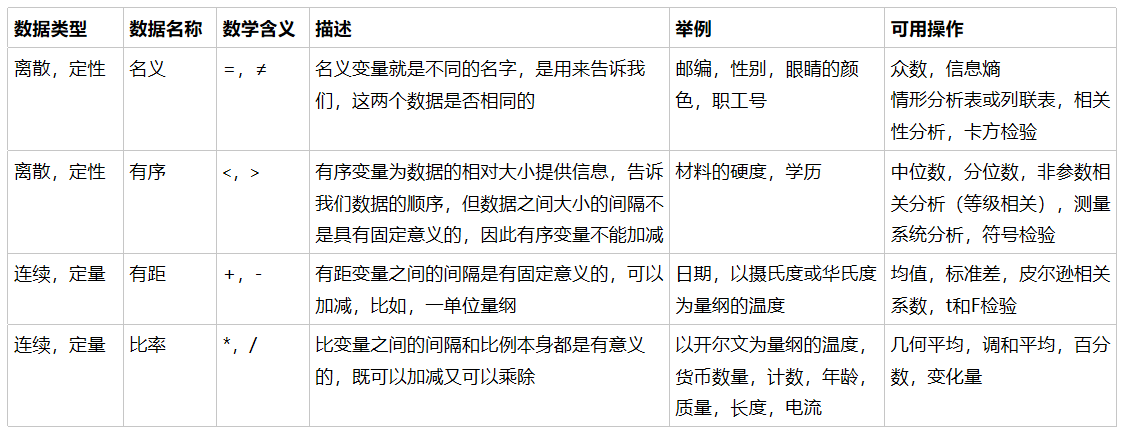 数据类型 数据名称 数学含义 描述 举例 可用操作
离散，定性 名义 =，≠ 名义变量就是不同的名字，是用来告诉我 邮编，性别，眼睛的颜 众数，信息熵
们，这两个数据是否相同的 色，职工号 情形分析表或列联表，相关
性分析，卡方检验
离散，定性 有序 <，> 有序变量为数据的相对大小提供信息，告诉 材料的硬度，学历 中位数，分位数，非参数相
我们数据的顺序，但数据之间大小的间隔不 关分析（等级相关），测量
是具有固定意义的，因此有序变量不能加减 系统分析，符号检验
连续，定量 有距 +，- 有距变量之间的间隔是有固定意义的，可以 日期，以摄氏度或华氏度 均值，标准差，皮尔逊相关
加减，比如，一单位量纲 为量纲的温度 系数，t和F检验
连续，定量 比率 *，/ 比变量之间的间隔和比例本身都是有意义 以开尔文为量纲的温度， 几何平均，调和平均，百分
的，既可以加减又可以乘除 货币数量，计数，年龄， 数，变化量
质量，长度，电流